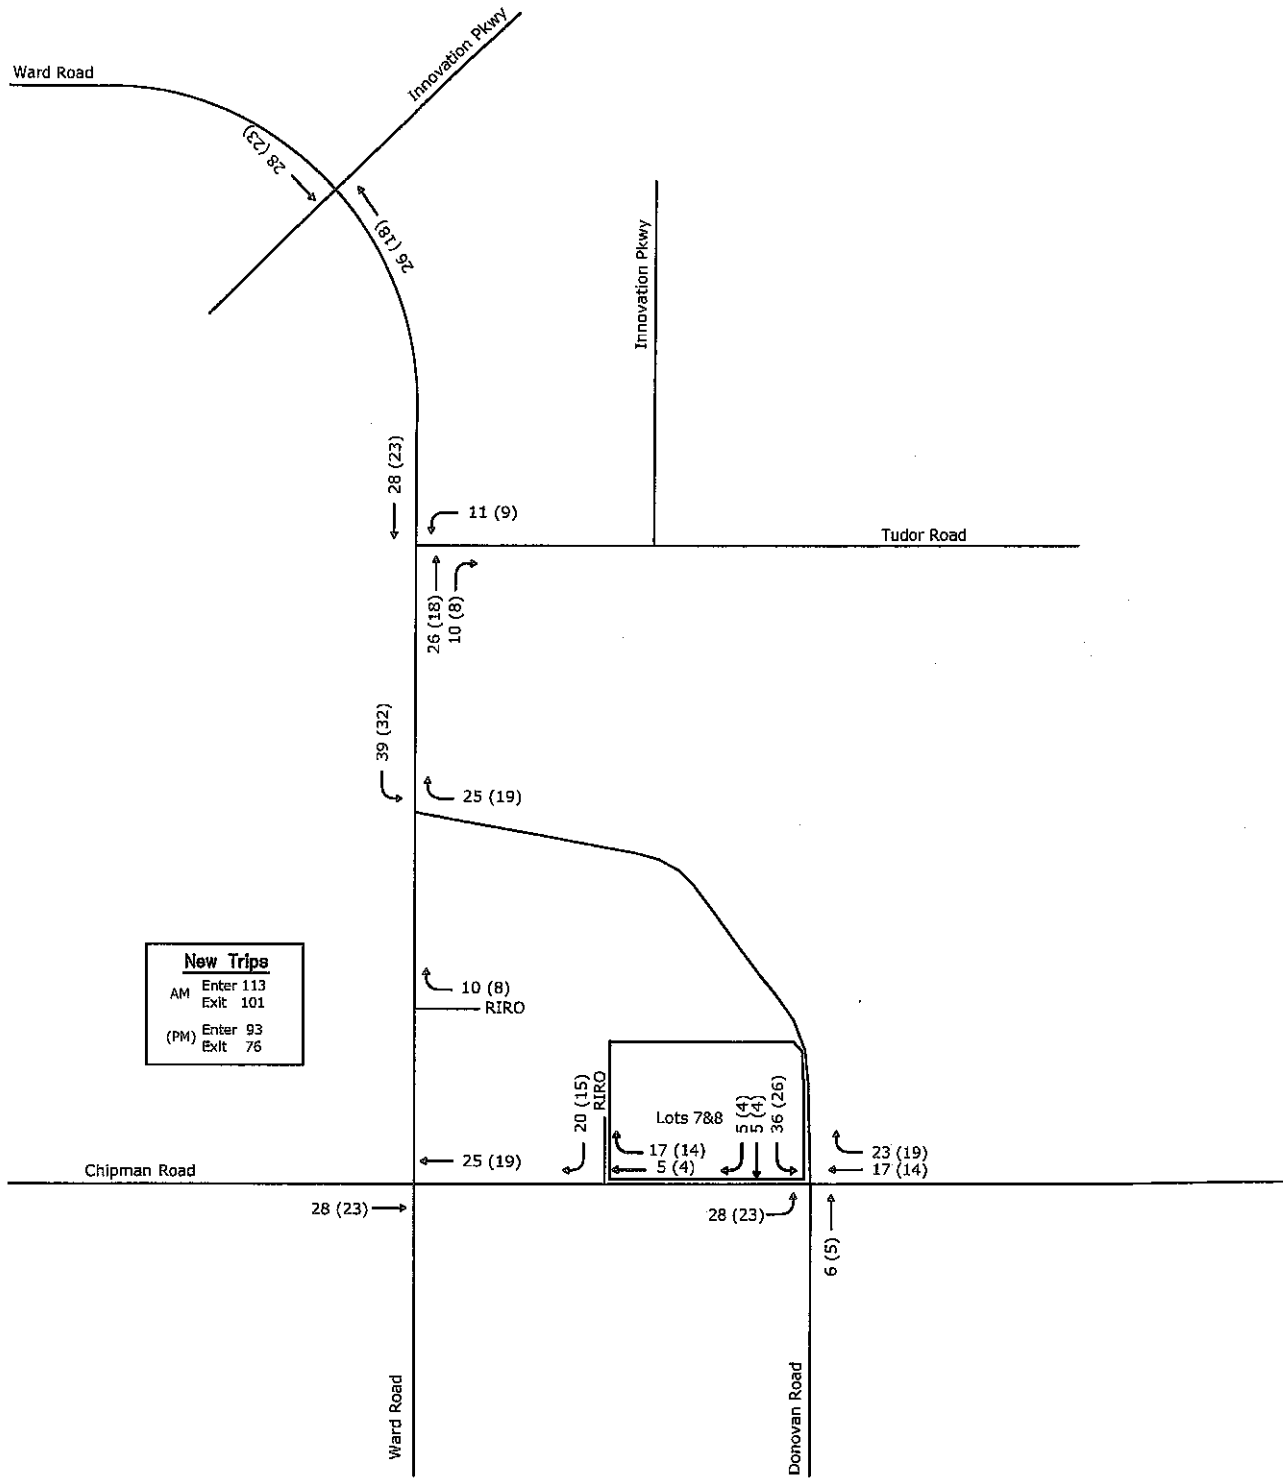 Innovation Pkwy
Ward Road
28 (23)
26 (18)
Innovation Pkwy
28 (23)
11 (9)
Tudor Road
26 (18)
10 (8)
39 (32)
25 (19)
New Trips
AM Enter 113
Exit 101
(PM) Enter 93
Exit 76
10 (8)
RIRO
20 (15)
RIRO
Lots 7&8
5 (4)
5 (4)
36 (26)
17 (14)
5 (4)
23 (19)
17 (14)
Chipman Road
25 (19)
28 (23)
28 (23)
6 (5)
Ward Road
Donovan Road